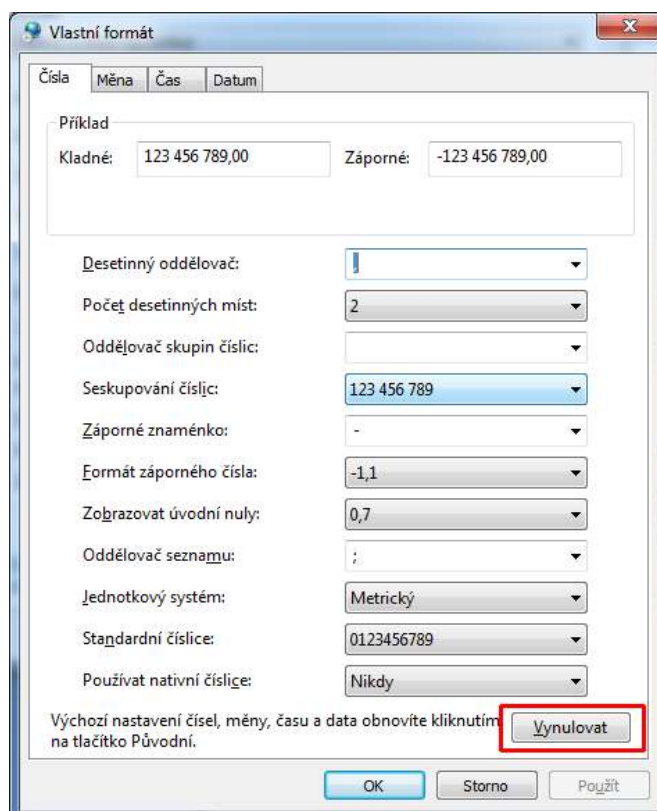 Vlastní formát
Čísla Měna Čas Datum
Příklad
Kladné: 123 456 789,00 Záporné: -123 456 789,00
Desetinný oddělovač: ,
Počet desetinných míst: 2
Oddělovač skupin číslic:
Seskupování číslic: 123 456 789
Záporné znaménko: -
Formát záporného čísla: -1,1
Zobrazovat úvodní nuly: 0,7
Oddělovač seznamu: ;
Jednotkový systém: Metrický
Standardní číslice: 0123456789
Používat nativní číslice: Nikdy
Výchozí nastavení čísel, měny, času a data obnovíte kliknutím
na tlačítko Původní.
Vynulovat
OK Storno Použít